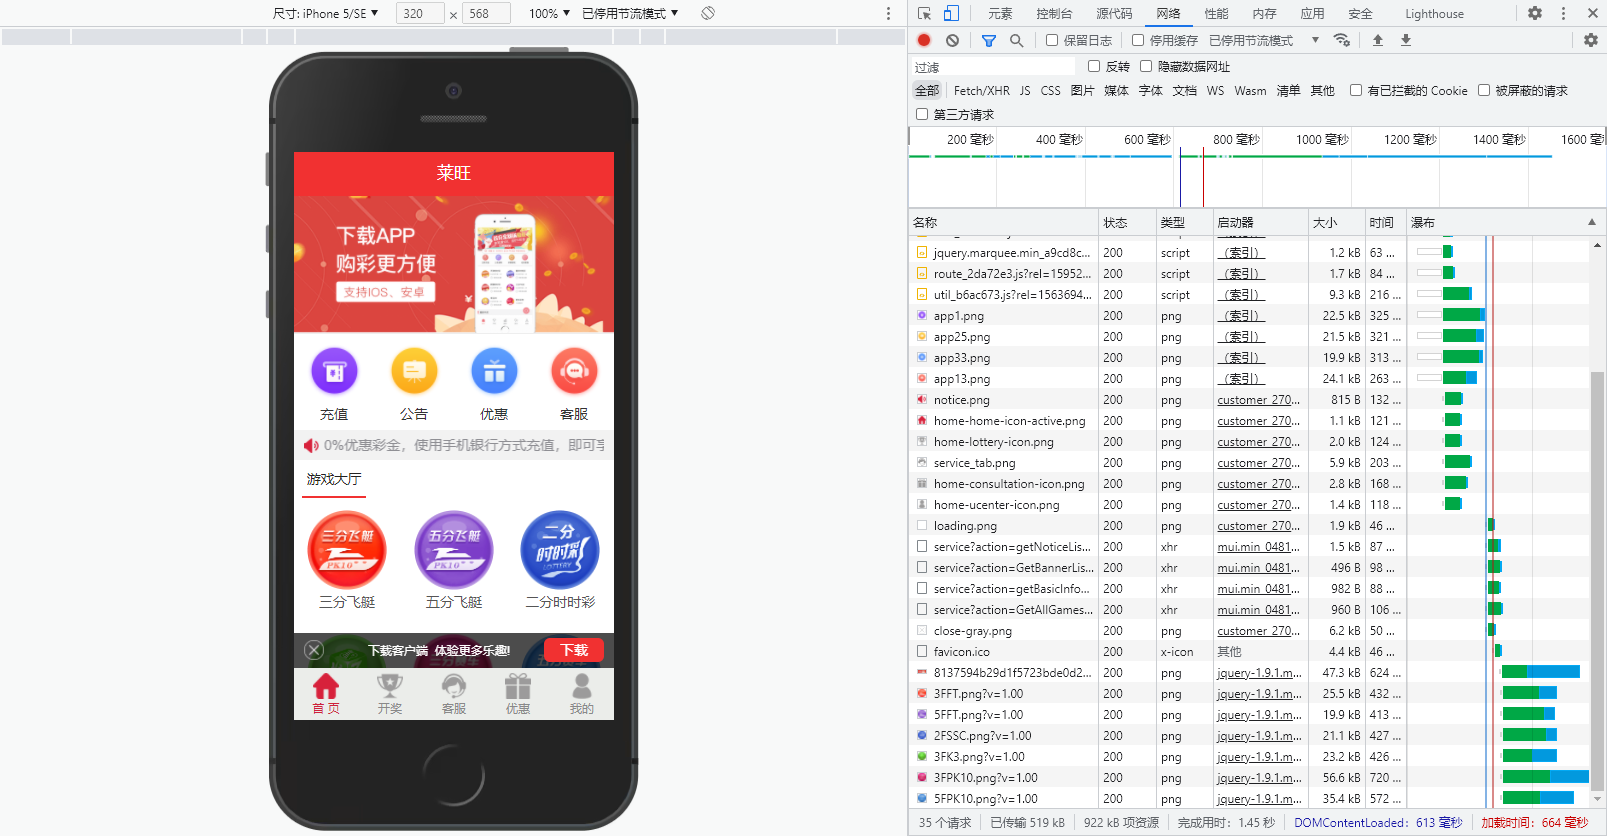 尺寸: iPhone 5/SE ▼ 320 × 568 100% ▼ 已停用节流模式 ▼
莱旺
下载APP
购彩更方便
支持IOS、安卓
充值 公告 优惠 客服
0%优惠彩金，使用手机银行方式充值，即可享
游戏大厅
三分飞艇 五分飞艇 二分时时彩
PK10 PK10 LOTTERY
三分飞艇 五分飞艇 二分时时彩
下载客户端 体验更多乐趣! 下载
首 页 开奖 客服 优惠 我的
元素 控制台 源代码 网络 性能 内存 应用 安全 Lighthouse
保留日志 停用缓存 已停用节流模式 ▼
过滤 反转 隐藏数据网址
全部 Fetch/XHR JS CSS 图片 媒体 字体 文档 WS Wasm 清单 其他 有已拦截的 Cookie 被屏蔽的请求
第三方请求
200 毫秒 400 毫秒 600 毫秒 800 毫秒 1000 毫秒 1200 毫秒 1400 毫秒 1600 毫秒
名称 状态 类型 启动器 大小 时间 瀑布 ▲
jquery.marquee.min_a9cd8c... 200 script （索引） 1.2 kB 63 ...
route_2da72e3.js?rel=15952... 200 script （索引） 1.7 kB 84 ...
util_b6ac673.js?rel=1563694... 200 script （索引） 9.3 kB 216 ...
app1.png 200 png （索引） 22.5 kB 325 ...
app25.png 200 png （索引） 21.5 kB 321 ...
app33.png 200 png （索引） 19.9 kB 313 ...
app13.png 200 png （索引） 24.1 kB 263 ...
notice.png 200 png customer_270... 815 B 132 ...
home-home-icon-active.png 200 png customer_270... 1.1 kB 121 ...
home-lottery-icon.png 200 png customer_270... 2.0 kB 124 ...
service_tab.png 200 png customer_270... 5.9 kB 203 ...
home-consultation-icon.png 200 png customer_270... 2.8 kB 168 ...
home-ucenter-icon.png 200 png customer_270... 1.4 kB 118 ...
loading.png 200 png customer_270... 1.9 kB 46 ...
service?action=getNoticeLis... 200 xhr mui.min_0481... 1.5 kB 87 ...
service?action=GetBannerLis... 200 xhr mui.min_0481... 496 B 98 ...
service?action=getBasicInfo... 200 xhr mui.min_0481... 982 B 88 ...
service?action=GetAllGames... 200 xhr mui.min_0481... 960 B 106 ...
close-gray.png 200 png customer_270... 6.2 kB 50 ...
favicon.ico 200 x-icon 其他 4.4 kB 46 ...
8137594b29d1f5723bde0d2... 200 png jquery-1.9.1.m... 47.3 kB 624 ...
3FFT.png?v=1.00 200 png jquery-1.9.1.m... 25.5 kB 432 ...
5FFT.png?v=1.00 200 png jquery-1.9.1.m... 19.9 kB 413 ...
2FSSC.png?v=1.00 200 png jquery-1.9.1.m... 21.1 kB 427 ...
3FK3.png?v=1.00 200 png jquery-1.9.1.m... 23.2 kB 426 ...
3FPK10.png?v=1.00 200 png jquery-1.9.1.m... 56.6 kB 720 ...
5FPK10.png?v=1.00 200 png jquery-1.9.1.m... 35.4 kB 572 ...
35 个请求 已传输 519 kB 922 kB 项资源 完成用时：1.45 秒 DOMContentLoaded：613 毫秒 加载时间：664 毫秒